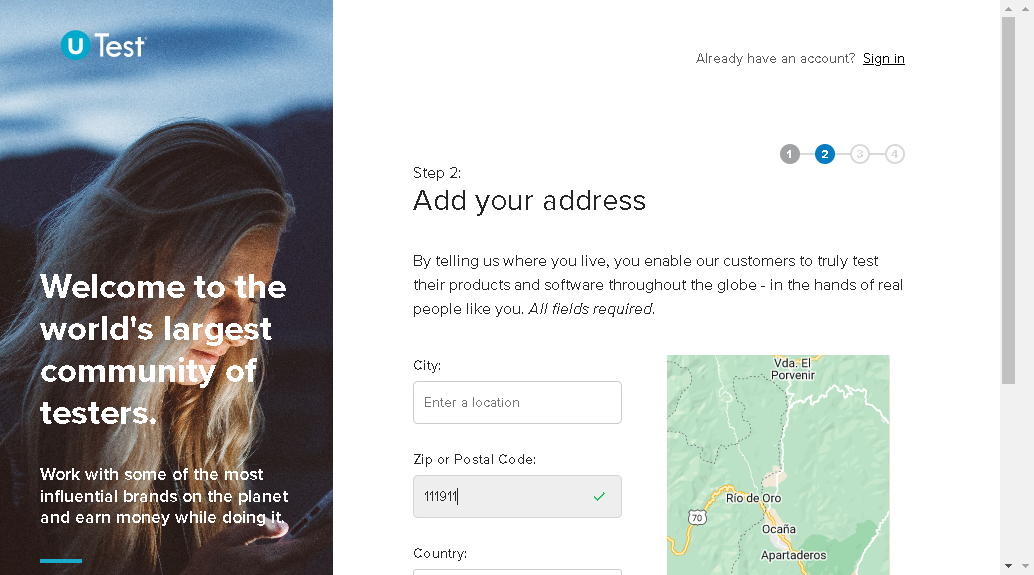 U Test
Already have an account? Sign in
1 2 3 4
Step 2:
Add your address
By telling us where you live, you enable our customers to truly test
their products and software throughout the globe - in the hands of real
people like you. All fields required.
City:
Enter a location
Zip or Postal Code:
111911
Country:
Vda. El
Porvenir
Río de Oro
70
Ocaña
Apartaderos
Welcome to the
world's largest
community of
testers.
Work with some of the most
influential brands on the planet
and earn money while doing it.